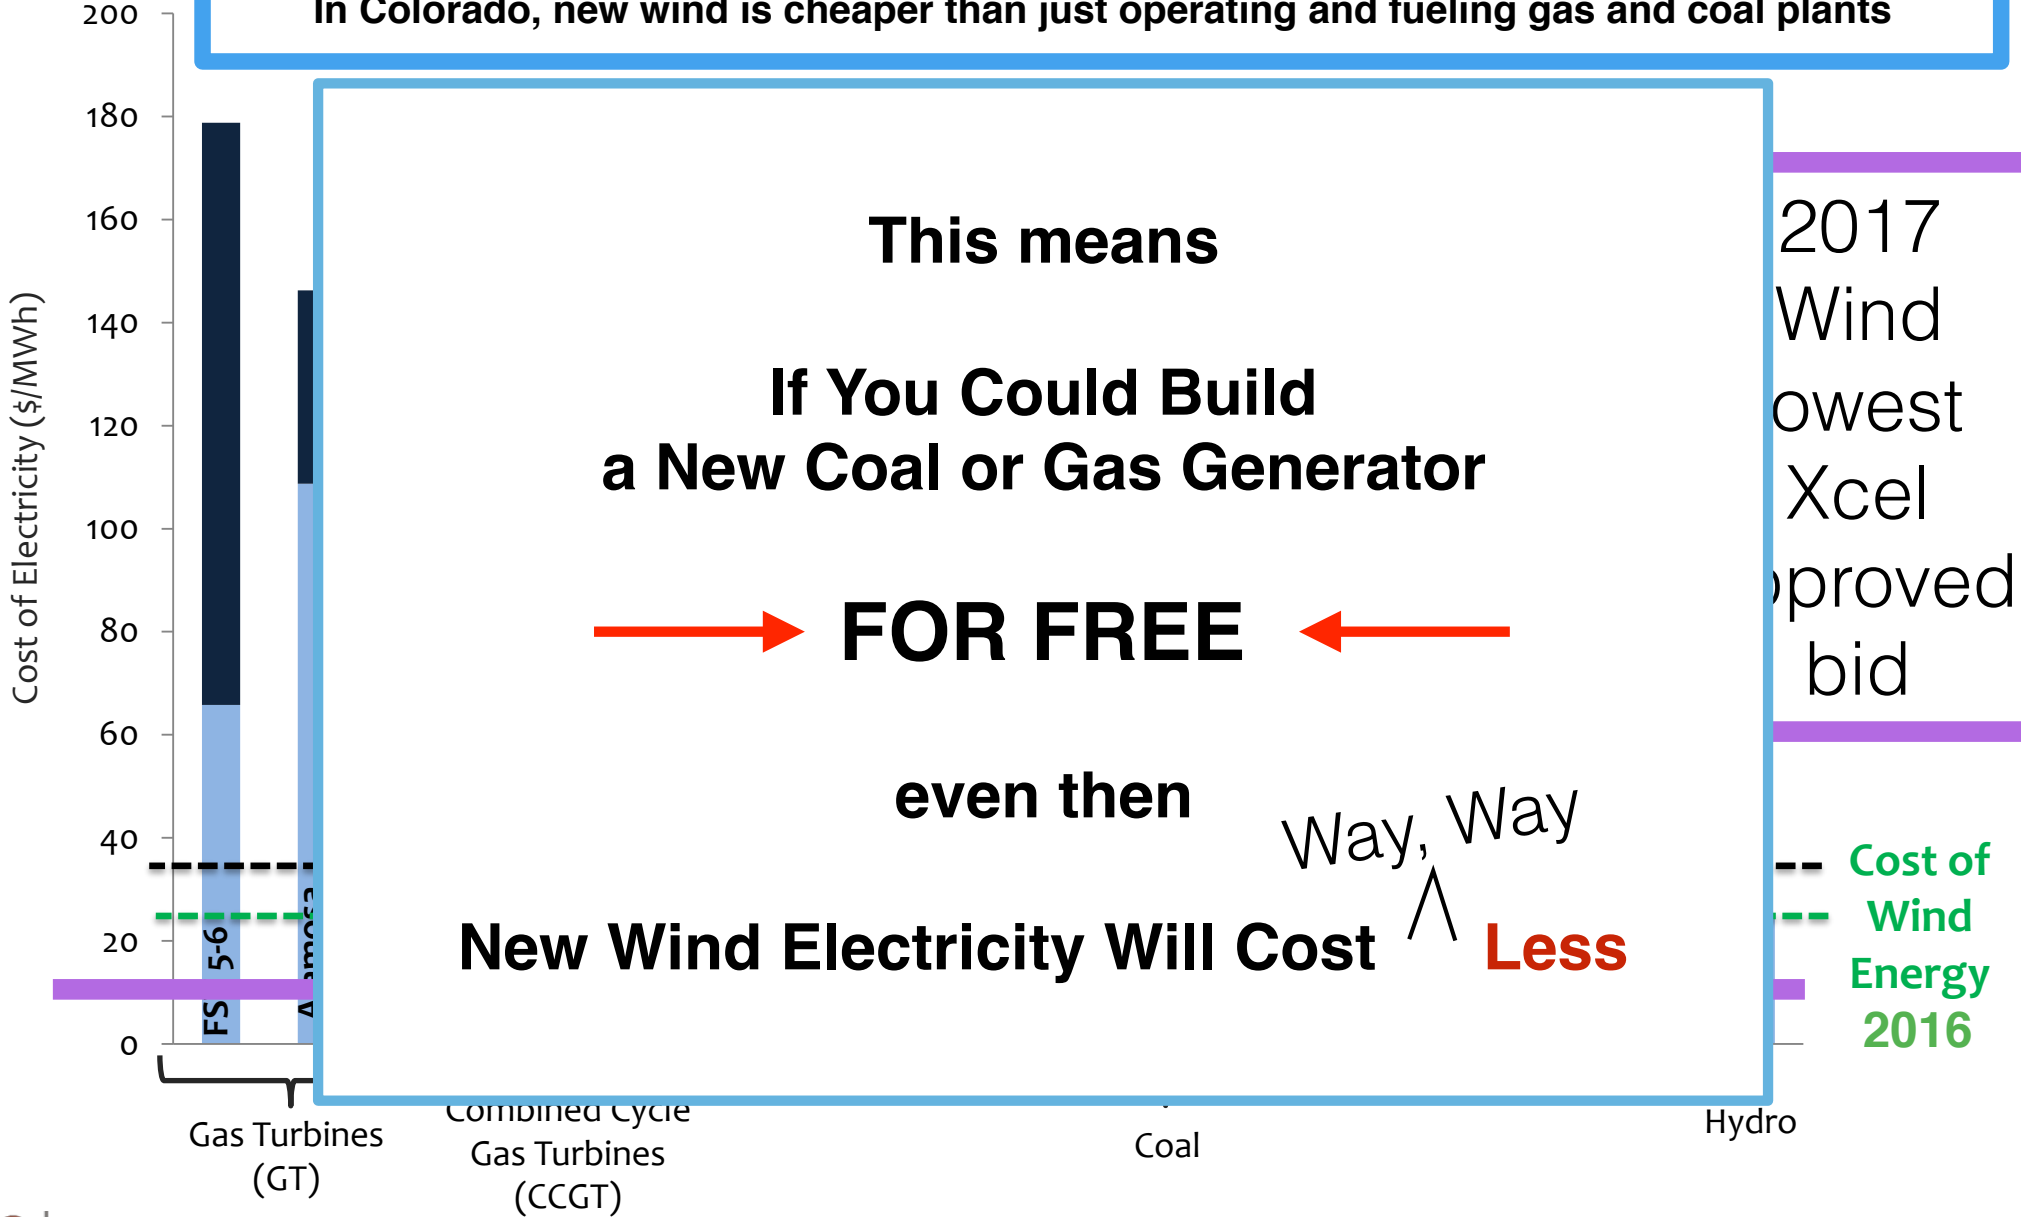 In Colorado, new wind is cheaper than just operating and fueling gas and coal plants
200
180
160
140
120
100
80
60
40
20
0
Cost of Electricity ($/MWh)
FS 5-6
This means
If You Could Build
a New Coal or Gas Generator
FOR FREE
even then
Way, Way
New Wind Electricity Will Cost Less
2017
Wind
owest
Xcel
proved
bid
Cost of
Wind
Energy
2016
Gas Turbines
(GT)
Combined Cycle
Gas Turbines
(CCGT)
Coal
Hydro